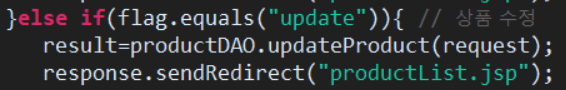 }else if(flag.equals("update")){ // 상품 수정
result=productDAO.updateProduct(request);
response.sendRedirect("productList.jsp");